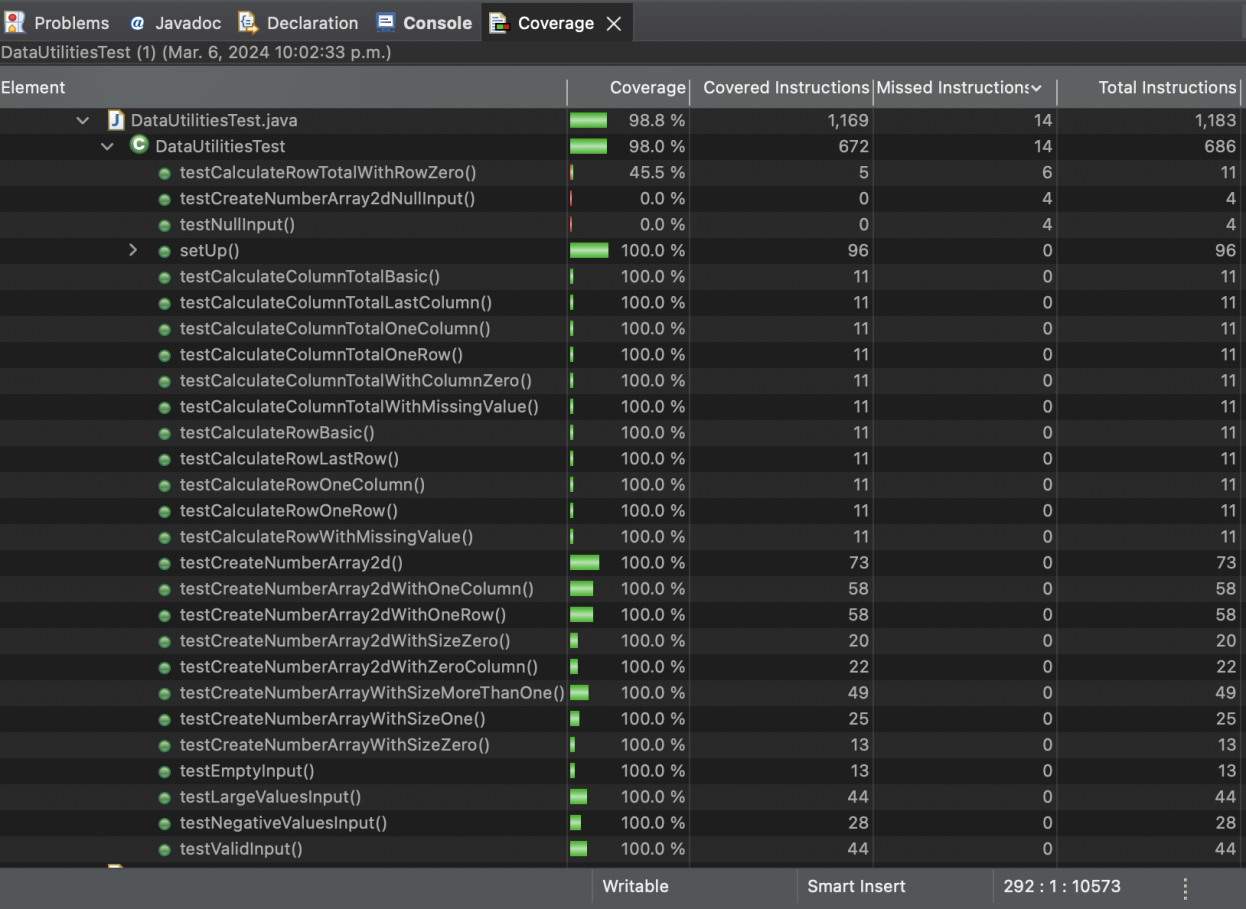 Problems Javadoc Declaration Console Coverage
DataUtilitiesTest (1) (Mar. 6, 2024 10:02:33 p.m.)
Element Coverage Covered Instructions Missed Instructions Total Instructions
DataUtilitiesTest.java 98.8 % 1,169 14 1,183
DataUtilitiesTest 98.0 % 672 14 686
testCalculateRowTotalWithRowZero() 45.5 % 5 6 11
testCreateNumberArray2dNullInput() 0.0 % 0 4 4
testNullInput() 0.0 % 0 4 4
setUp() 100.0 % 96 0 96
testCalculateColumnTotalBasic() 100.0 % 11 0 11
testCalculateColumnTotalLastColumn() 100.0 % 11 0 11
testCalculateColumnTotalOneColumn() 100.0 % 11 0 11
testCalculateColumnTotalOneRow() 100.0 % 11 0 11
testCalculateColumnTotalWithColumnZero() 100.0 % 11 0 11
testCalculateColumnTotalWithMissingValue() 100.0 % 11 0 11
testCalculateRowBasic() 100.0 % 11 0 11
testCalculateRowLastRow() 100.0 % 11 0 11
testCalculateRowOneColumn() 100.0 % 11 0 11
testCalculateRowOneRow() 100.0 % 11 0 11
testCalculateRowWithMissingValue() 100.0 % 11 0 11
testCreateNumberArray2d() 100.0 % 73 0 73
testCreateNumberArray2dWithOneColumn() 100.0 % 58 0 58
testCreateNumberArray2dWithOneRow() 100.0 % 58 0 58
testCreateNumberArray2dWithSizeZero() 100.0 % 20 0 20
testCreateNumberArray2dWithZeroColumn() 100.0 % 22 0 22
testCreateNumberArrayWithSizeMoreThanOne() 100.0 % 49 0 49
testCreateNumberArrayWithSizeOne() 100.0 % 25 0 25
testCreateNumberArrayWithSizeZero() 100.0 % 13 0 13
testEmptyInput() 100.0 % 13 0 13
testLargeValuesInput() 100.0 % 44 0 44
testNegativeValuesInput() 100.0 % 28 0 28
testValidInput() 100.0 % 44 0 44
Writable Smart Insert 292 : 1 : 10573